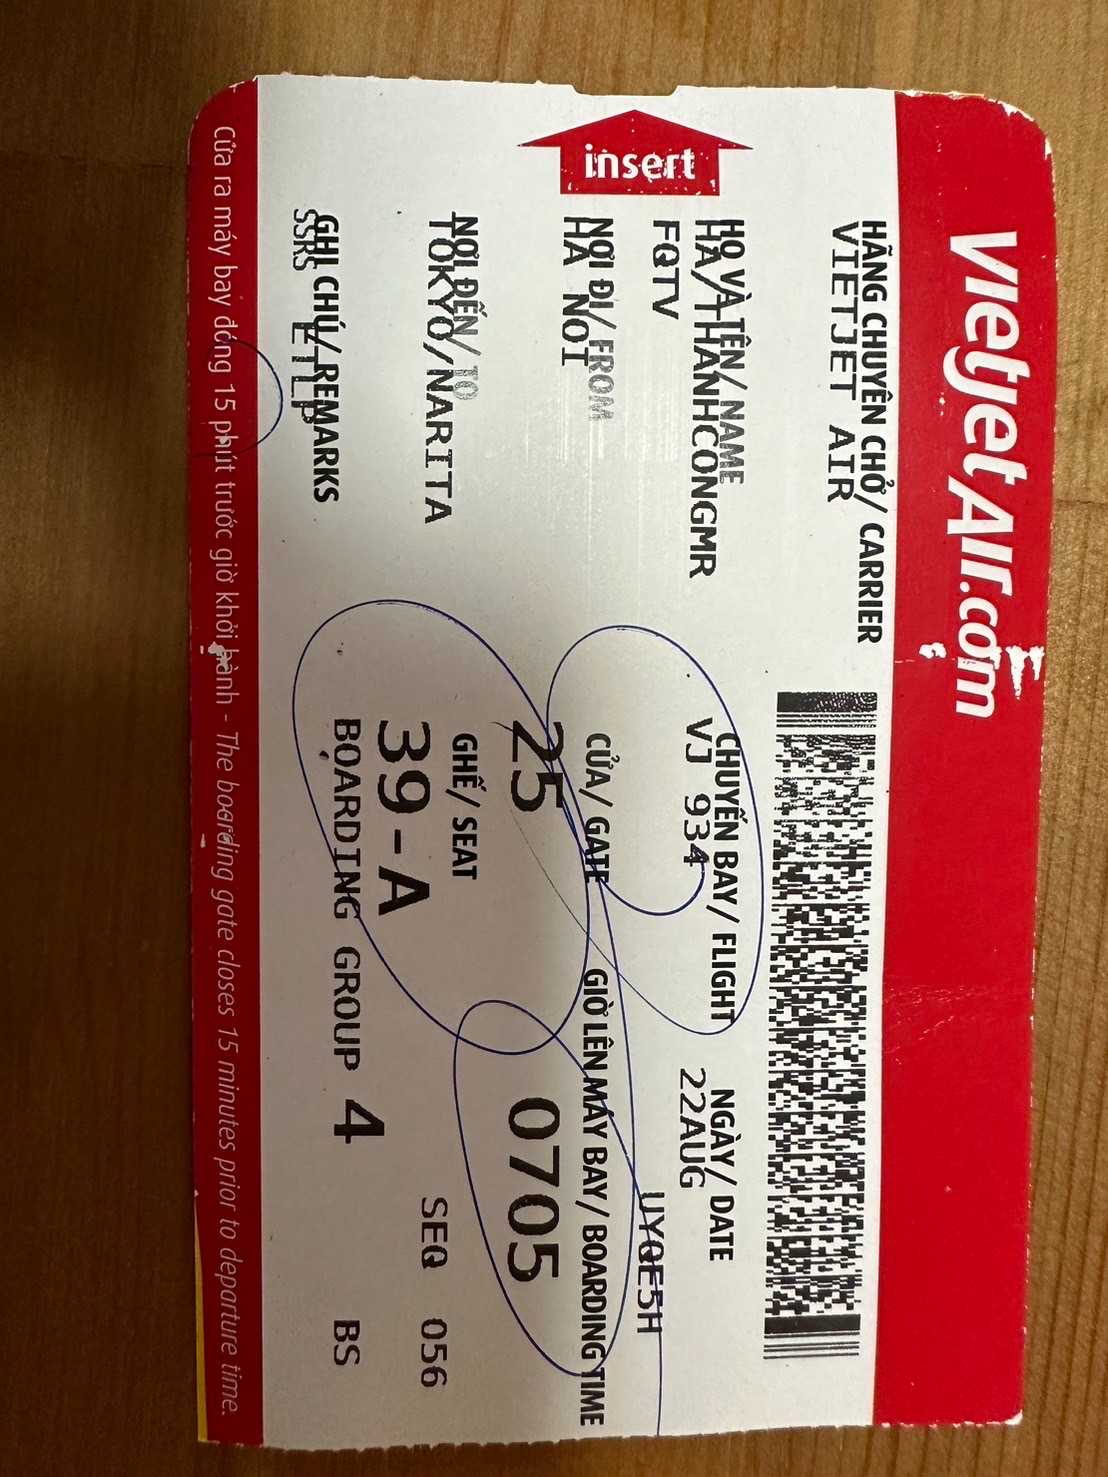 vietjetAir.com
HÃNG CHUYÊN CHỞ/ CARRIER
VIETJET AIR
insert
HỌ VÀ TÊN/ NAME
HA/THANHCONGMR
FQTV
NƠI ĐI/ FROM
HA NOI
NƠI ĐẾN/ TO
TOKYO/NARITA
GHI CHÚ/ REMARKS
SSRS ETLP
CHUYẾN BAY/ FLIGHT
VJ 934
NGÀY/ DATE
22AUG
UYQE5H
CỬA/ GATE
25
GIỜ LÊN MÁY BAY/ BOARDING TIME
0705
GHẾ/ SEAT
39-A
SEQ 056
BOARDING GROUP 4 BS
Cửa ra máy bay đóng 15 phút trước giờ khởi hành - The boarding gate closes 15 minutes prior to departure time.